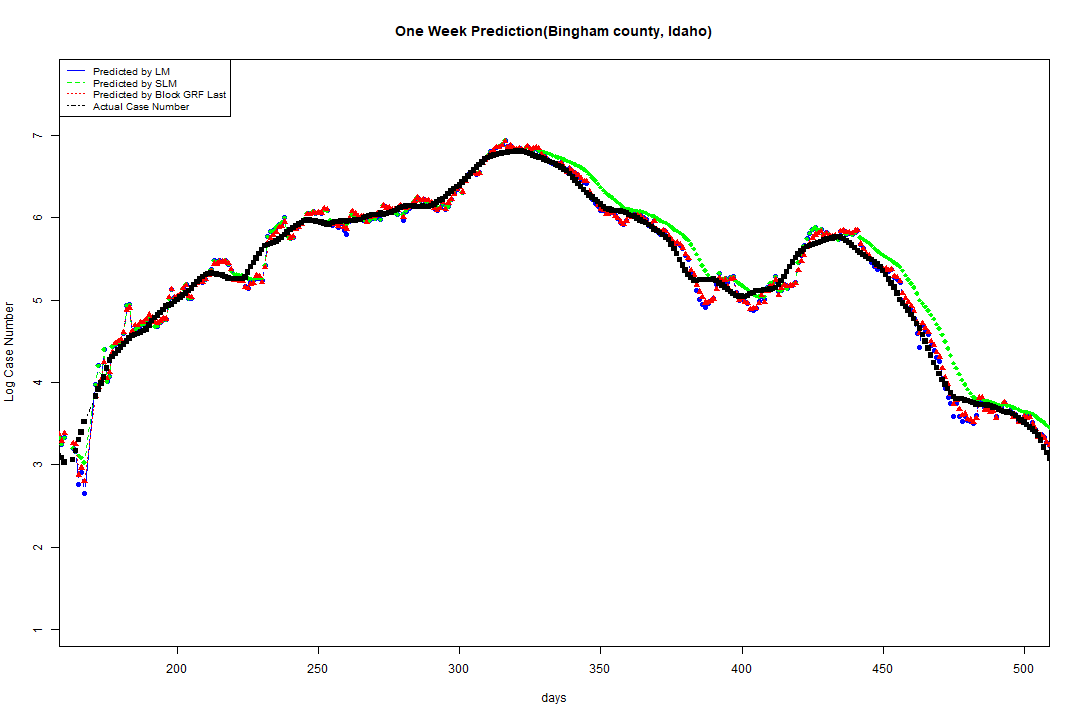 One Week Prediction(Bingham county, Idaho)
Predicted by LM
Predicted by SLM
Predicted by Block GRF Last
Actual Case Number
Log Case Number
7
6
5
4
3
2
1
200 250 300 350 400 450 500
days